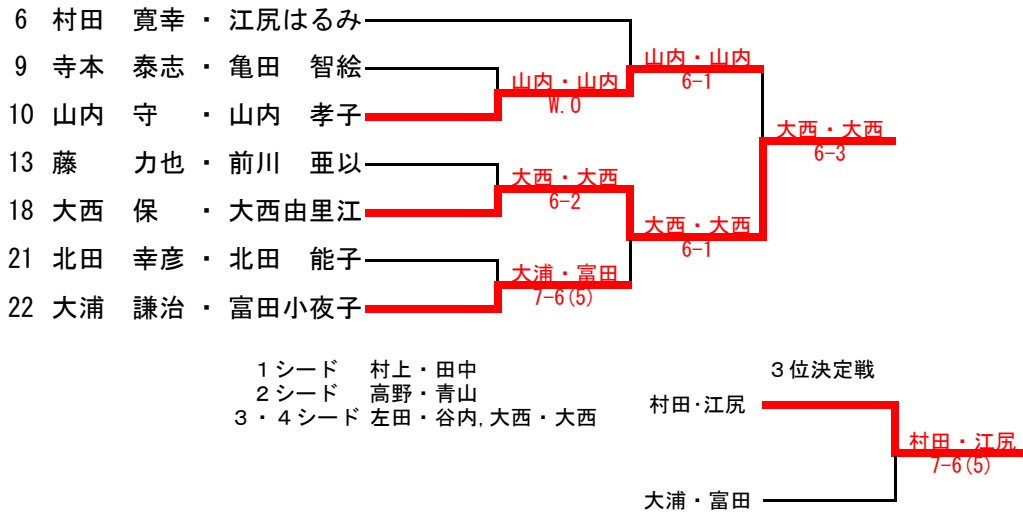 6 村田 寛幸 ・ 江尻はるみ
9 寺本 泰志 ・ 亀田 智絵
10 山内 守 ・ 山内 孝子
13 藤 力也 ・ 前川 亜以
18 大西 保 ・ 大西由里江
21 北田 幸彦 ・ 北田 能子
22 大浦 謙治 ・ 富田小夜子
山内・山内
W.O
大西・大西
6-2
大浦・富田
7-6(5)
山内・山内
6-1
大西・大西
6-1
大西・大西
6-3
1シード 村上・田中
2シード 高野・青山
3・4シード 左田・谷内,大西・大西
3位決定戦
村田・江尻
大浦・富田
村田・江尻
7-6(5)